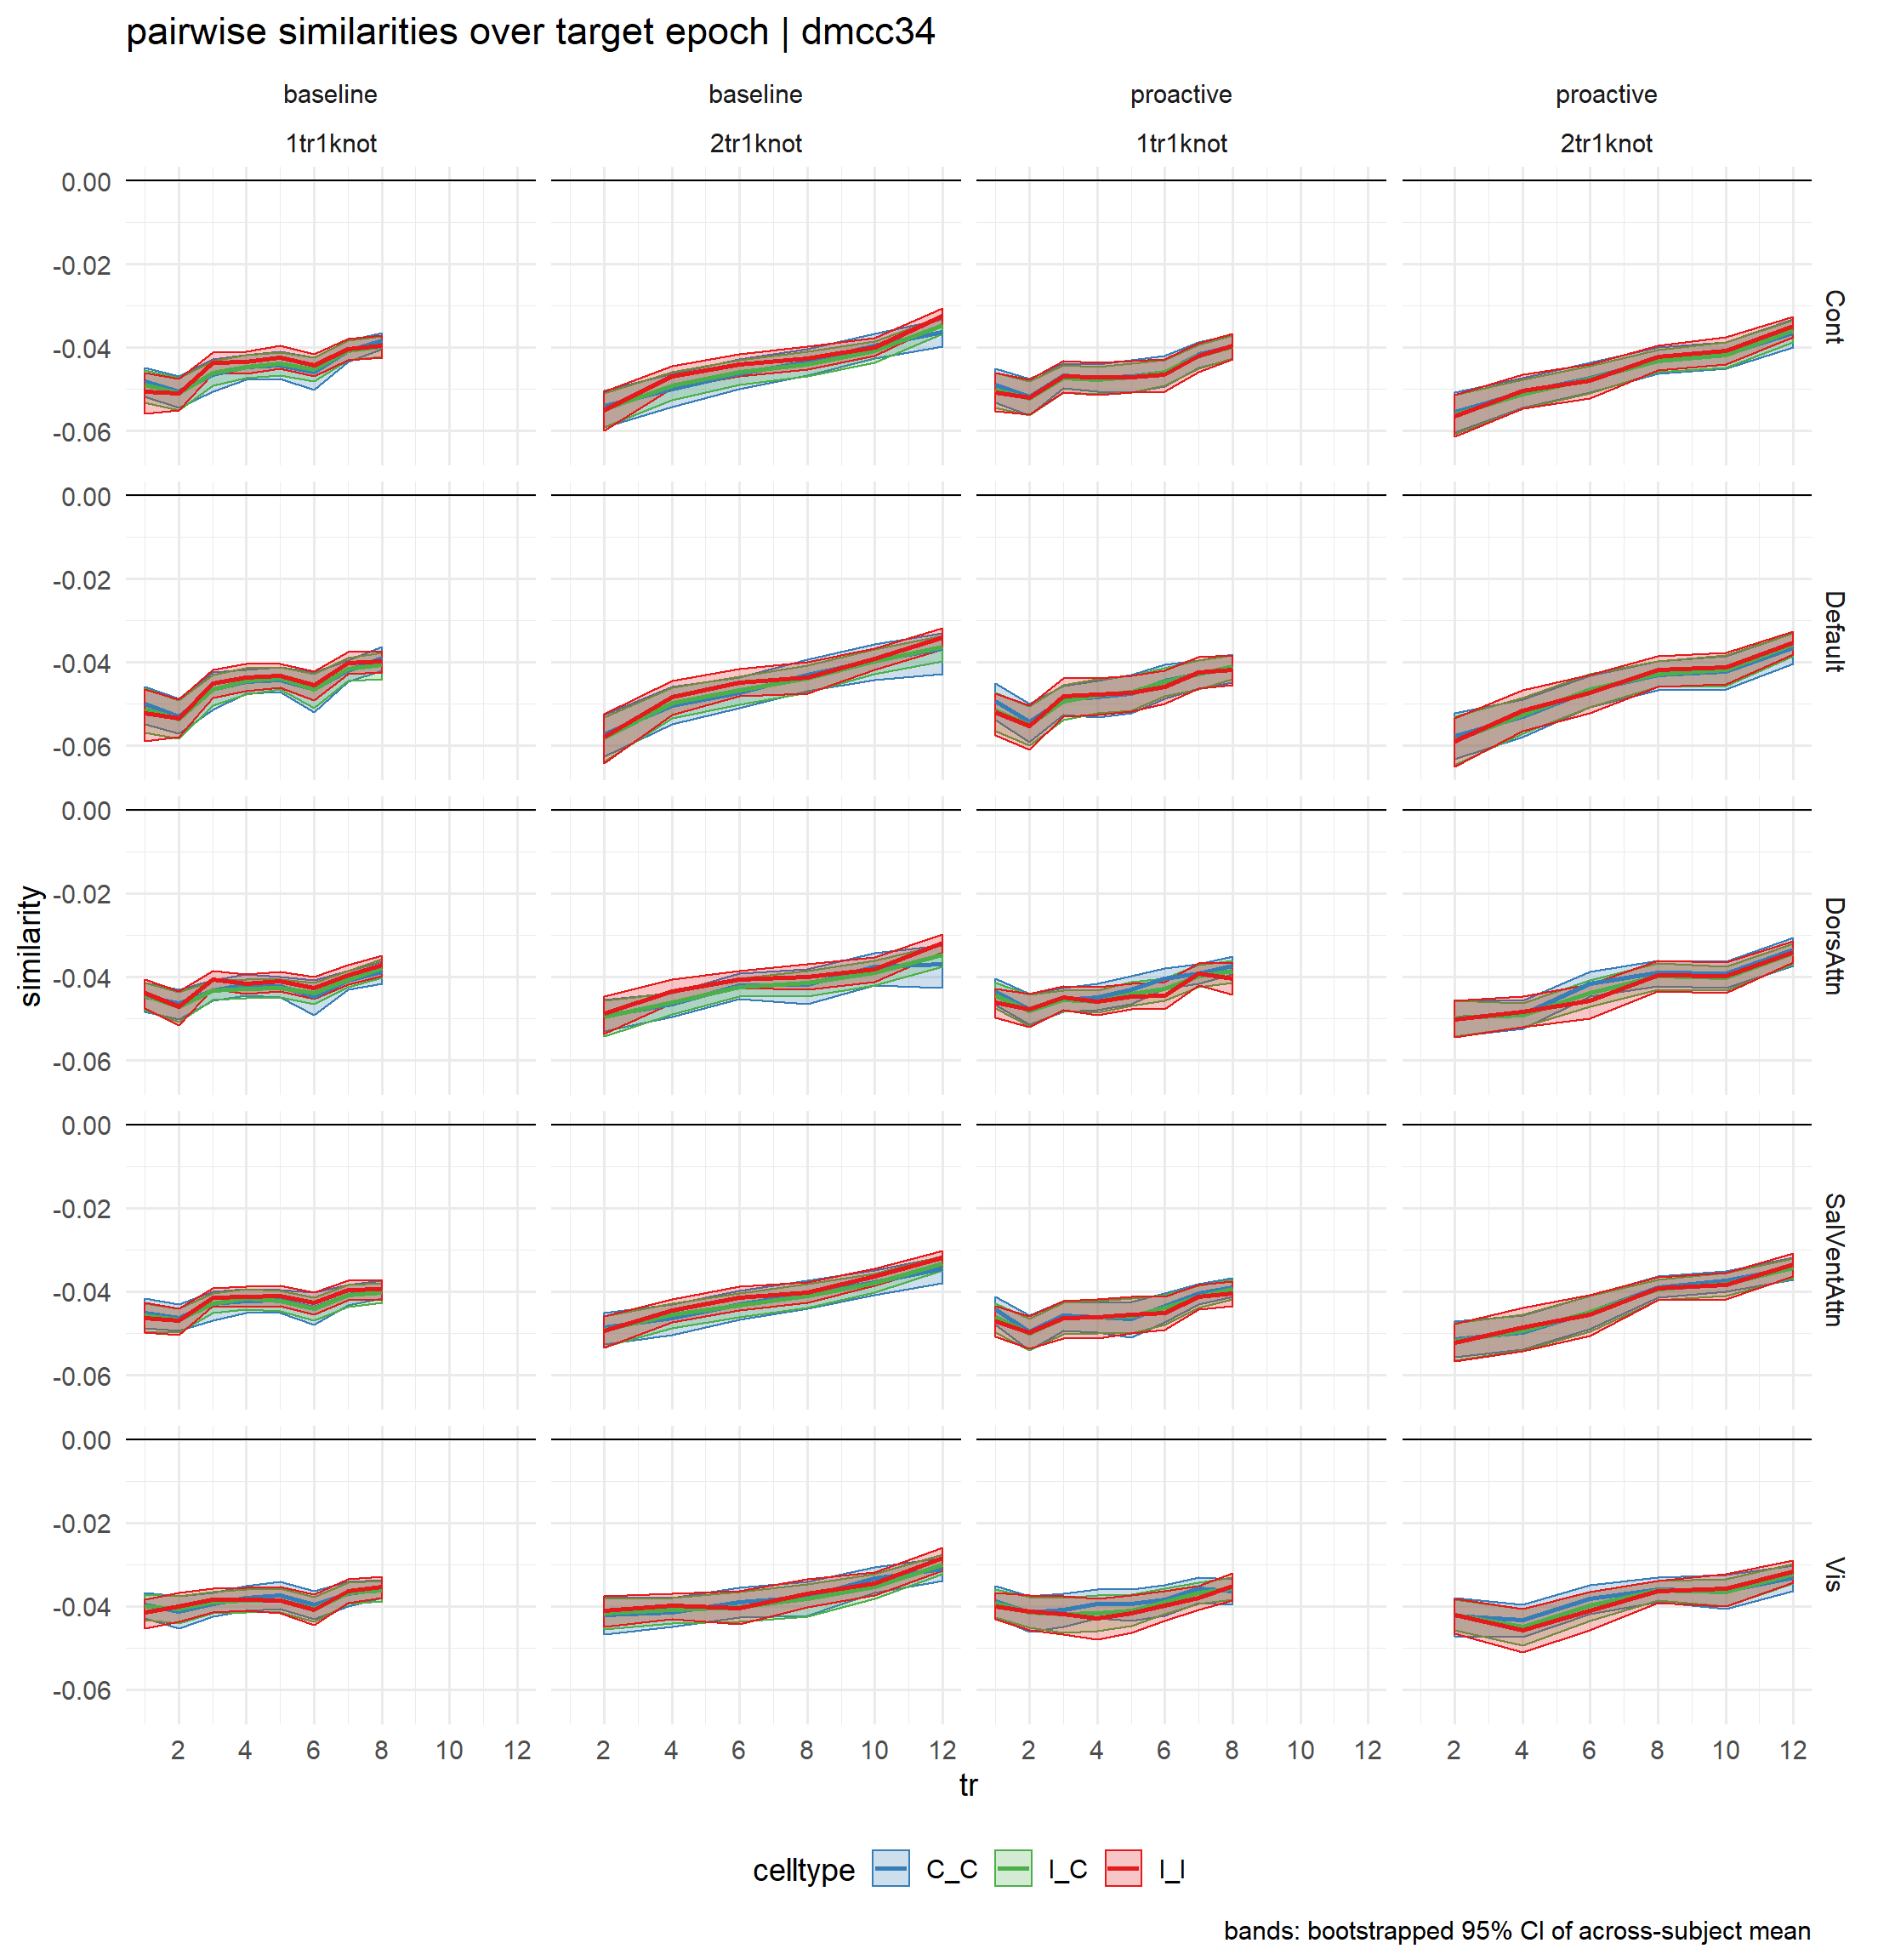 pairwise similarities over target epoch | dmcc34
baseline baseline proactive proactive
1tr1knot 2tr1knot 1tr1knot 2tr1knot
0.00
-0.02
-0.04
-0.06
Cont
0.00
-0.02
-0.04
-0.06
Default
0.00
-0.02
-0.04
-0.06
DorsAttn
0.00
-0.02
-0.04
-0.06
SalVentAttn
0.00
-0.02
-0.04
-0.06
Vis
similarity
2 4 6 8 10 12 2 4 6 8 10 12 2 4 6 8 10 12 2 4 6 8 10 12
tr
celltype C_C I_C I_I
bands: bootstrapped 95% CI of across-subject mean